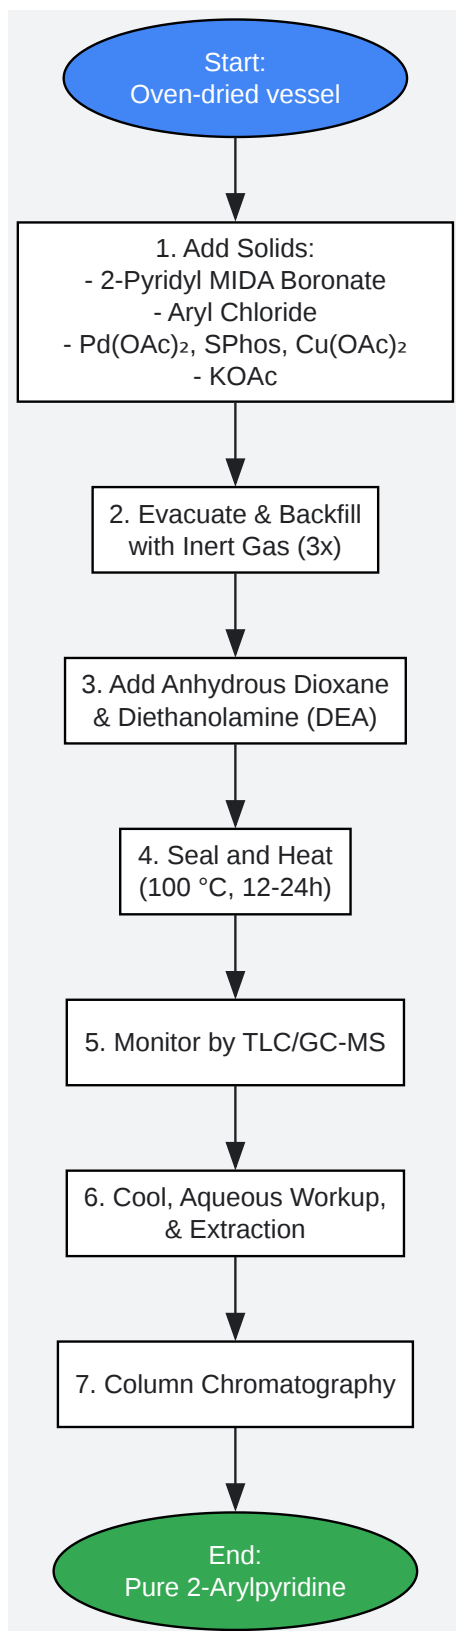 Start:
Oven-dried vessel
1. Add Solids:
- 2-Pyridyl MIDA Boronate
- Aryl Chloride
- Pd(OAc)₂, SPhos, Cu(OAc)₂
- KOAc
2. Evacuate & Backfill
with Inert Gas (3x)
3. Add Anhydrous Dioxane
& Diethanolamine (DEA)
4. Seal and Heat
(100 °C, 12-24h)
5. Monitor by TLC/GC-MS
6. Cool, Aqueous Workup,
& Extraction
7. Column Chromatography
End:
Pure 2-Arylpyridine